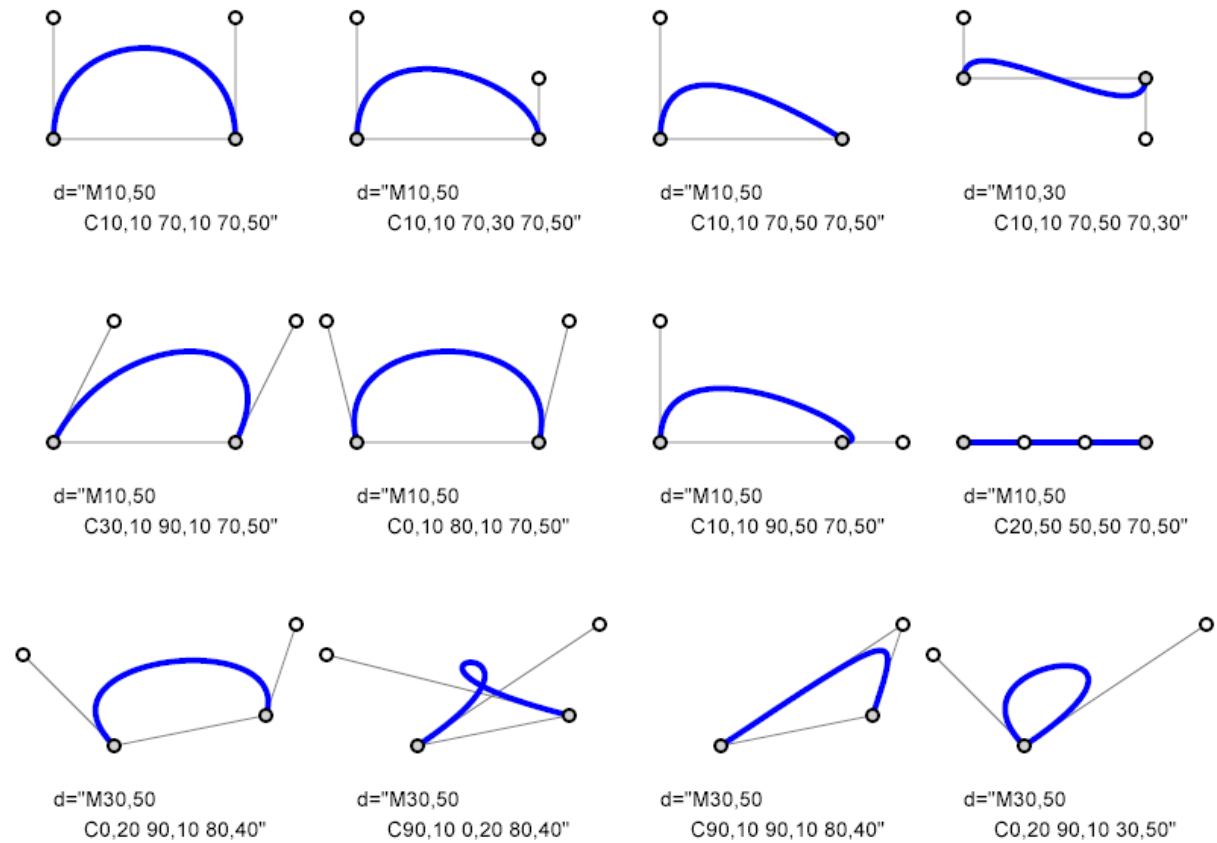 d="M10,50
C10,10 70,10 70,50"
d="M10,50
C10,10 70,30 70,50"
d="M10,50
C10,10 70,50 70,50"
d="M10,30
C10,10 70,50 70,30"
d="M10,50
C30,10 90,10 70,50"
d="M10,50
C0,10 80,10 70,50"
d="M10,50
C10,10 90,50 70,50"
d="M10,50
C20,50 50,50 70,50"
d="M30,50
C0,20 90,10 80,40"
d="M30,50
C90,10 0,20 80,40"
d="M30,50
C90,10 90,10 80,40"
d="M30,50
C0,20 90,10 30,50"